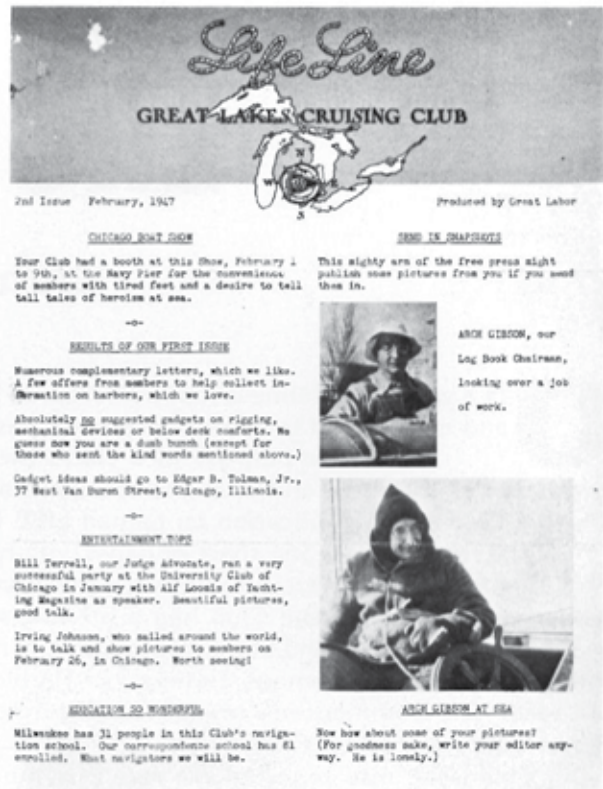 Life Line
GREAT LAKES CRUISING CLUB
N
W E
S
2nd Issue February, 1947
Produced by Great Labor
CHICAGO BOAT SHOW
Your Club had a booth at this Show, February 1
to 9th, at the Navy Pier for the convenience
of members with tired feet and a desire to tell
tall tales of heroism at sea.
-o-
RESULTS OF OUR FIRST ISSUE
Numerous complementary letters, which we like.
A few offers from members to help collect in-
formation on harbors, which we love.
Absolutely no suggested gadgets on rigging,
mechanical devices or below deck comforts. We
guess now you are a dumb bunch (except for
those who sent the kind words mentioned above.)
Gadget ideas should go to Edgar B. Tolman, Jr.,
37 West Van Buren Street, Chicago, Illinois.
-o-
ENTERTAINMENT TOPS
Bill Terrell, our Judge Advocate, ran a very
successful party at the University Club of
Chicago in January with Alf Loomis of Yacht-
ing Magazine as speaker. Beautiful pictures,
good talk.
Irving Johnson, who sailed around the world,
is to talk and show pictures to members on
February 26, in Chicago. Worth seeing!
-o-
EDUCATION SO WONDERFUL
Milwaukee has 31 people in this Club's naviga-
tion school. Our correspondence school has 81
enrolled. What navigators we will be.
SEND IN SNAPSHOTS
This mighty arm of the free press might
publish some pictures from you if you send
them in.
ARCH GIBSON, our
Log Book Chairman,
looking over a job
of work.
ARCH GIBSON AT SEA
Now how about some of your pictures?
(For goodness sake, write your editor any-
way. He is lonely.)